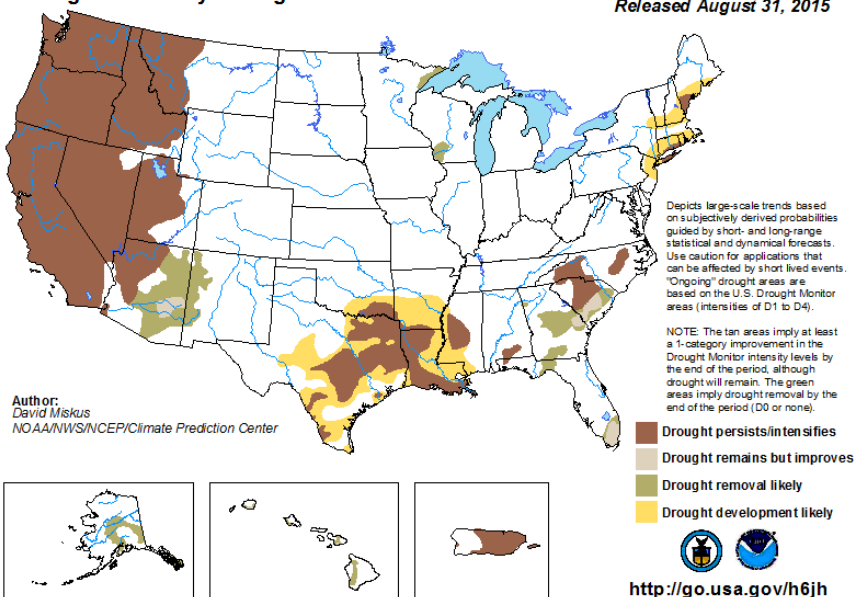 Released August 31, 2015
Depicts large-scale trends based
on subjectively derived probabilities
guided by short- and long-range
statistical and dynamical forecasts.
Use caution for applications that
can be affected by short lived events.
"Ongoing" drought areas are
based on the U.S. Drought Monitor
areas (intensities of D1 to D4).
NOTE: The tan areas imply at least
a 1-category improvement in the
Drought Monitor intensity levels by
the end of the period, although
drought will remain. The green
areas imply drought removal by the
end of the period (D0 or none).
Author:
David Miskus
NOAA/NWS/NCEP/Climate Prediction Center
Drought persists/intensifies
Drought remains but improves
Drought removal likely
Drought development likely
http://go.usa.gov/h6jh